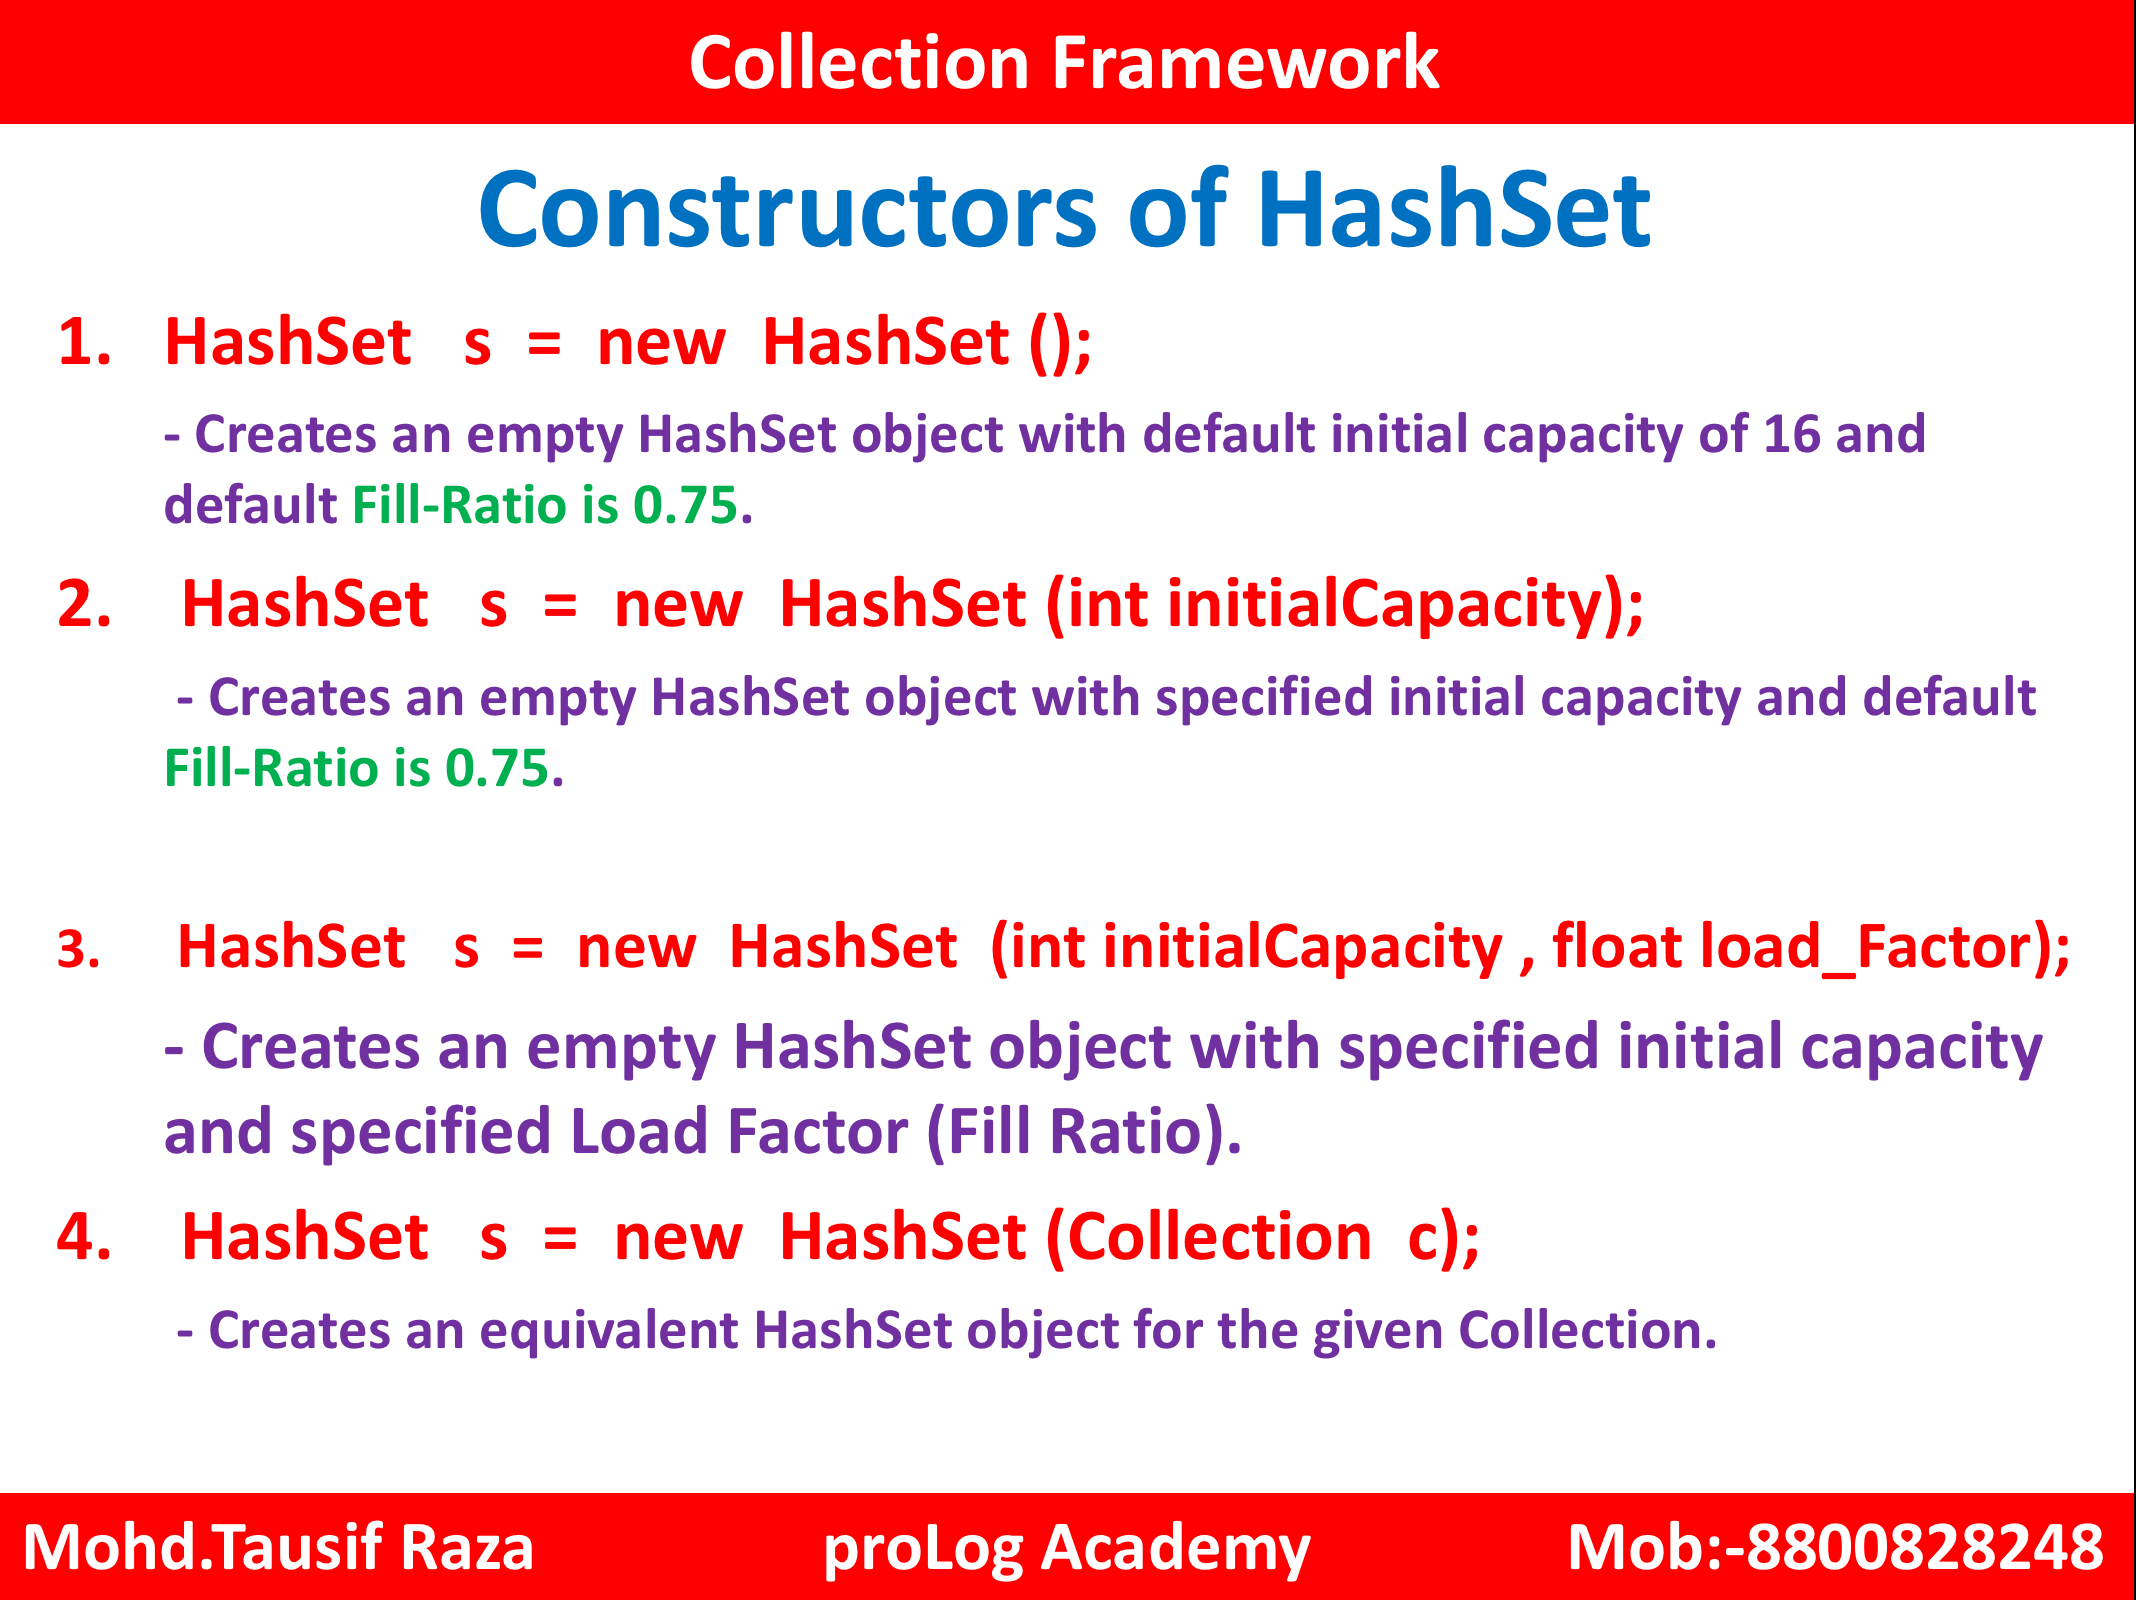 Collection Framework
Constructors of HashSet
1. HashSet s = new HashSet ();
- Creates an empty HashSet object with default initial capacity of 16 and
default Fill-Ratio is 0.75.
2. HashSet s = new HashSet (int initialCapacity);
- Creates an empty HashSet object with specified initial capacity and default
Fill-Ratio is 0.75.
3. HashSet s = new HashSet (int initialCapacity , float load_Factor);
- Creates an empty HashSet object with specified initial capacity
and specified Load Factor (Fill Ratio).
4. HashSet s = new HashSet (Collection c);
- Creates an equivalent HashSet object for the given Collection.
Mohd.Tausif Raza proLog Academy Mob:-8800828248